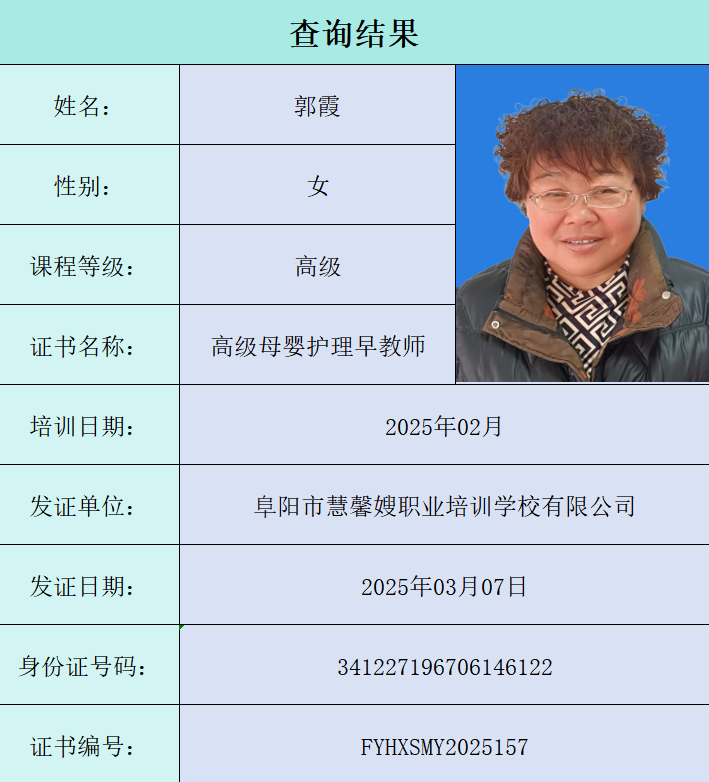 查询结果
姓名： 郭霞
性别： 女
课程等级： 高级
证书名称： 高级母婴护理早教师
培训日期： 2025年02月
发证单位： 阜阳市慧馨嫂职业培训学校有限公司
发证日期： 2025年03月07日
身份证号码： 341227196706146122
证书编号： FYHXSMY2025157